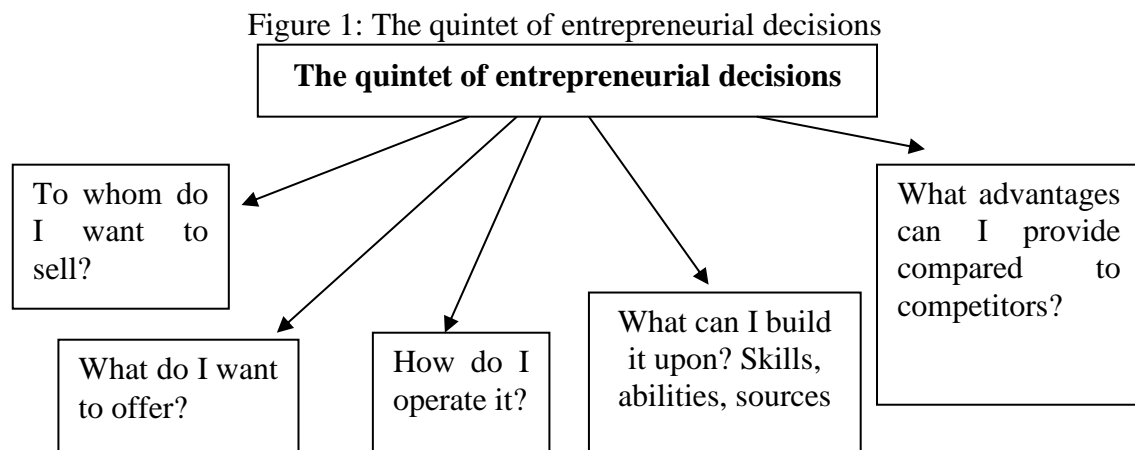 Figure 1: The quintet of entrepreneurial decisions
The quintet of entrepreneurial decisions
To whom do
I want to
sell?
What do I want
to offer?
How do I
operate it?
What can I build
it upon? Skills,
abilities, sources
What advantages
can I provide
compared to
competitors?